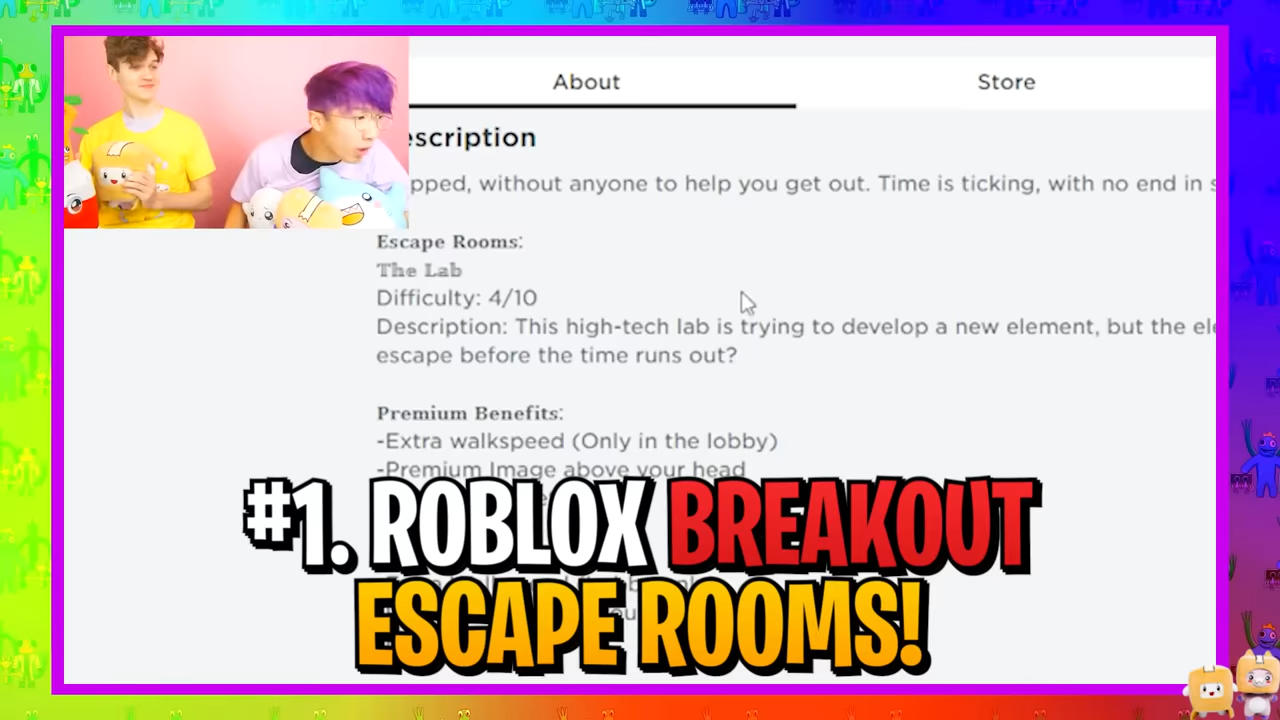 About
Store
escription
pped, without anyone to help you get out. Time is ticking, with no end in s
Escape Rooms:
The Lab
Difficulty: 4/10
Description: This high-tech lab is trying to develop a new element, but the ele
escape before the time runs out?
Premium Benefits:
-Extra walkspeed (Only in the lobby)
-Premium Image above your head
#1. ROBLOX BREAKOUT
ESCAPE ROOMS!